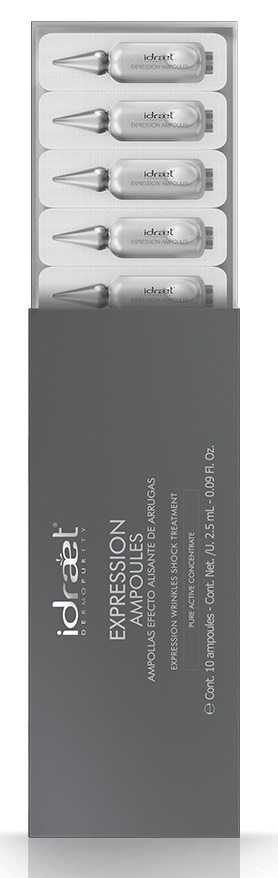 idraet
EXPRESSION AMPOULES
idraet
EXPRESSION AMPOULES
idraet
EXPRESSION AMPOULES
idraet
EXPRESSION AMPOULES
idraet
idraet®
DERMOPURITY
EXPRESSION
AMPOULES
AMPOLLAS EFECTO ALISANTE DE ARRUGAS
EXPRESSION WRINKLES SHOCK TREATMENT
PURE ACTIVE CONCENTRATE
℮ Cont. 10 ampoules - Cont. Net. /U. 2.5 mL - 0.09 Fl. Oz.